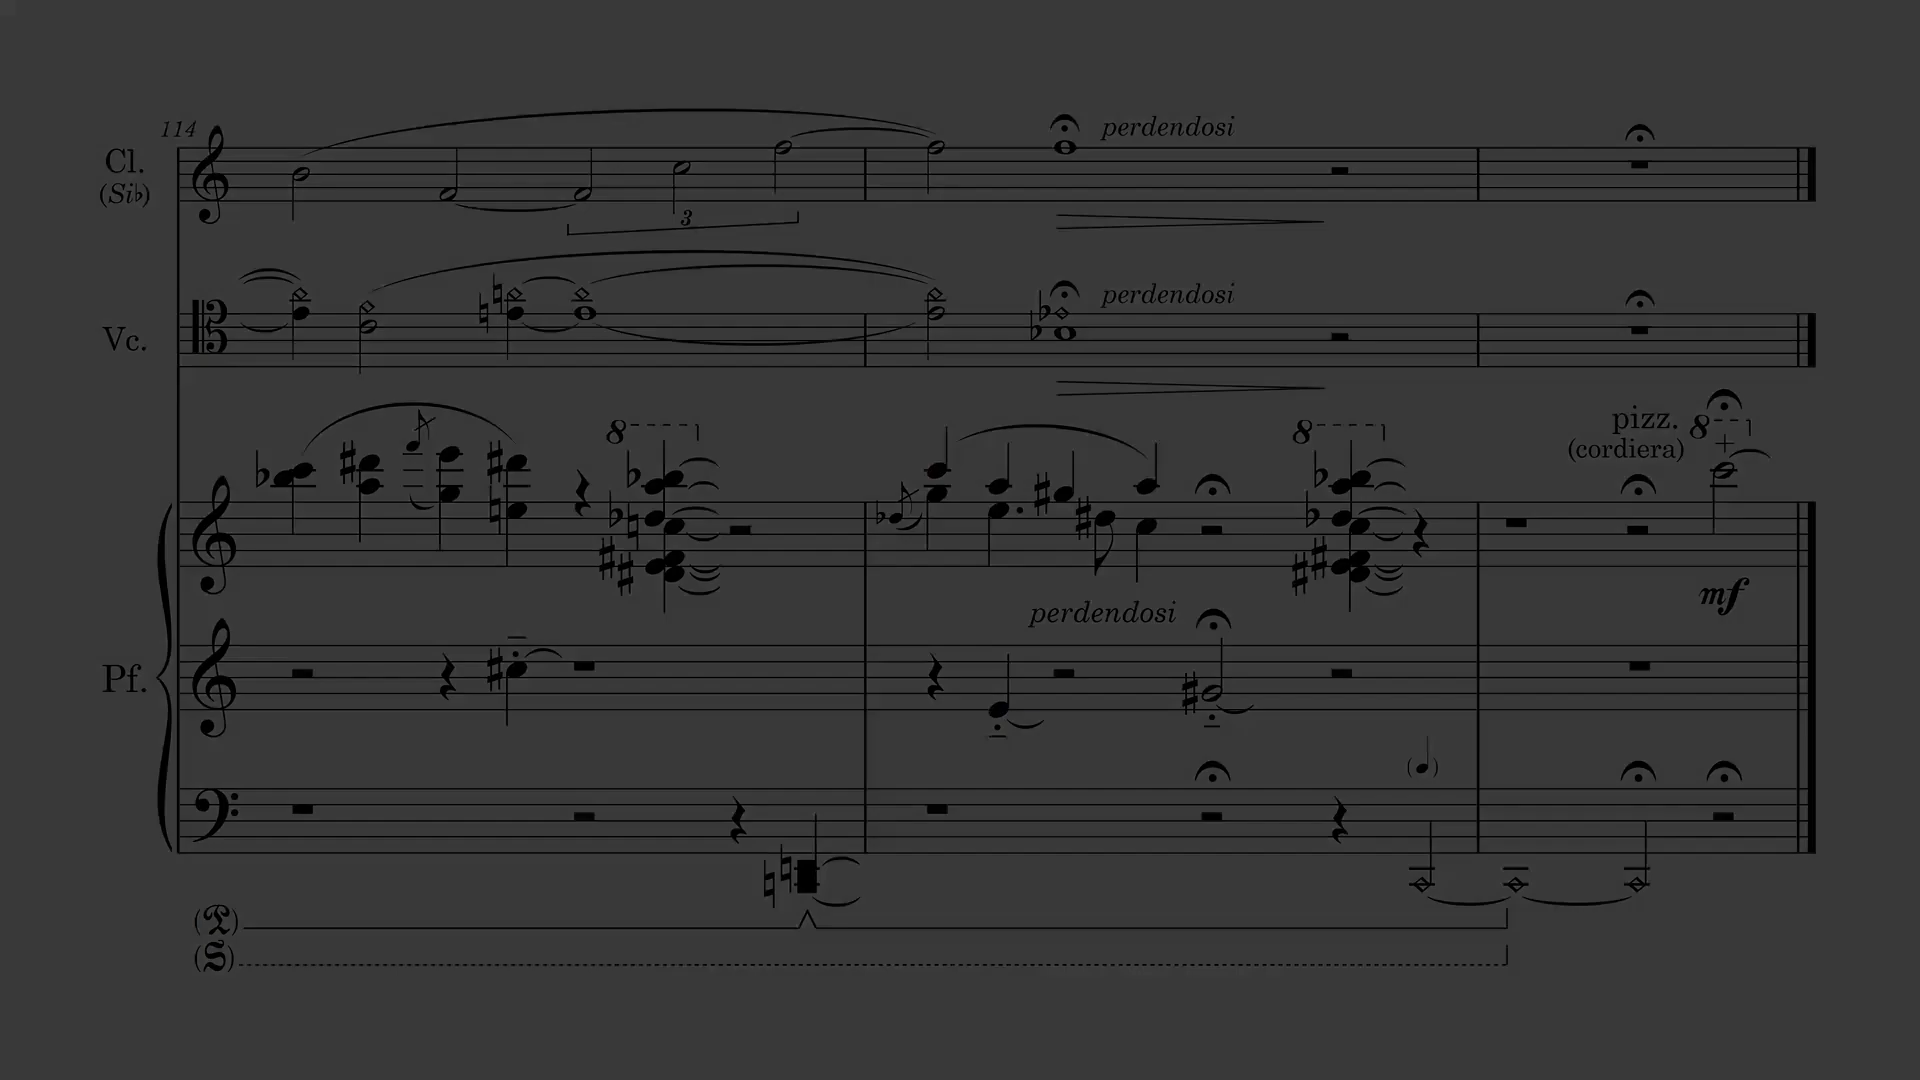 114
Cl.
(Si♭)
perdendosi
3
Vc.
perdendosi
8
8
pizz.
8
(cordiera)
mf
perdendosi
Pf.
(𝔓)
(𝔖)